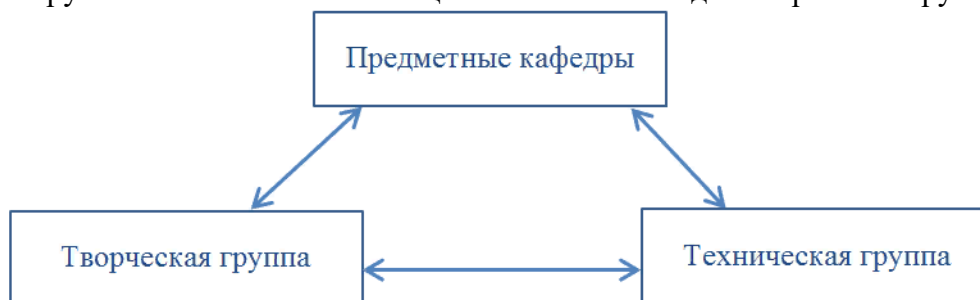 Предметные кафедры
Творческая группа
Техническая группа